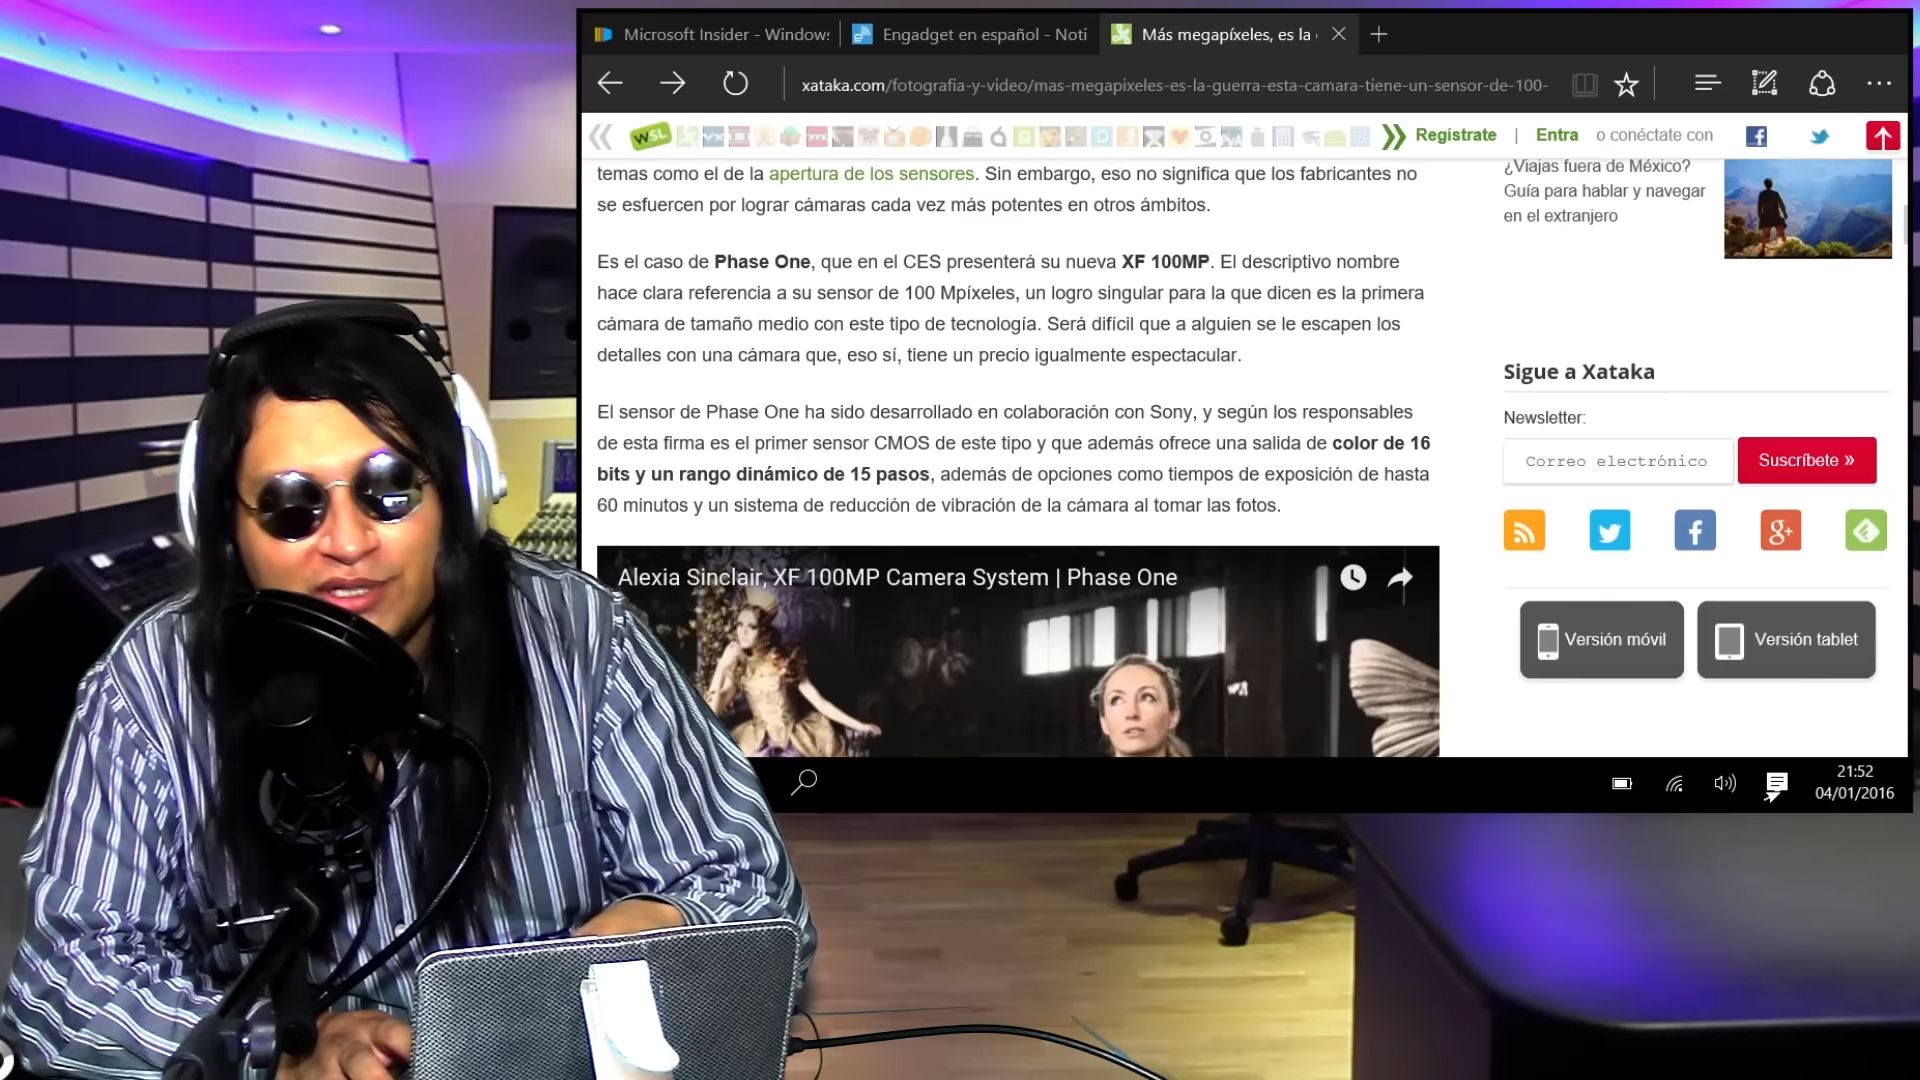 Microsoft Insider - Windows
Engadget en español - Noti
Más megapíxeles, es la
xataka.com/fotografia-y-video/mas-megapixeles-es-la-guerra-esta-camara-tiene-un-sensor-de-100-
WSL
Regístrate | Entra o conéctate con
temas como el de la apertura de los sensores. Sin embargo, eso no significa que los fabricantes no
se esfuercen por lograr cámaras cada vez más potentes en otros ámbitos.
Es el caso de Phase One, que en el CES presenterá su nueva XF 100MP. El descriptivo nombre
hace clara referencia a su sensor de 100 Mpíxeles, un logro singular para la que dicen es la primera
cámara de tamaño medio con este tipo de tecnología. Será difícil que a alguien se le escapen los
detalles con una cámara que, eso sí, tiene un precio igualmente espectacular.
El sensor de Phase One ha sido desarrollado en colaboración con Sony, y según los responsables
de esta firma es el primer sensor CMOS de este tipo y que además ofrece una salida de color de 16
bits y un rango dinámico de 15 pasos, además de opciones como tiempos de exposición de hasta
60 minutos y un sistema de reducción de vibración de la cámara al tomar las fotos.
Alexia Sinclair, XF 100MP Camera System | Phase One
¿Viajas fuera de México?
Guía para hablar y navegar
en el extranjero
Sigue a Xataka
Newsletter:
Correo electrónico
Suscríbete »
Versión móvil
Versión tablet
21:52
04/01/2016